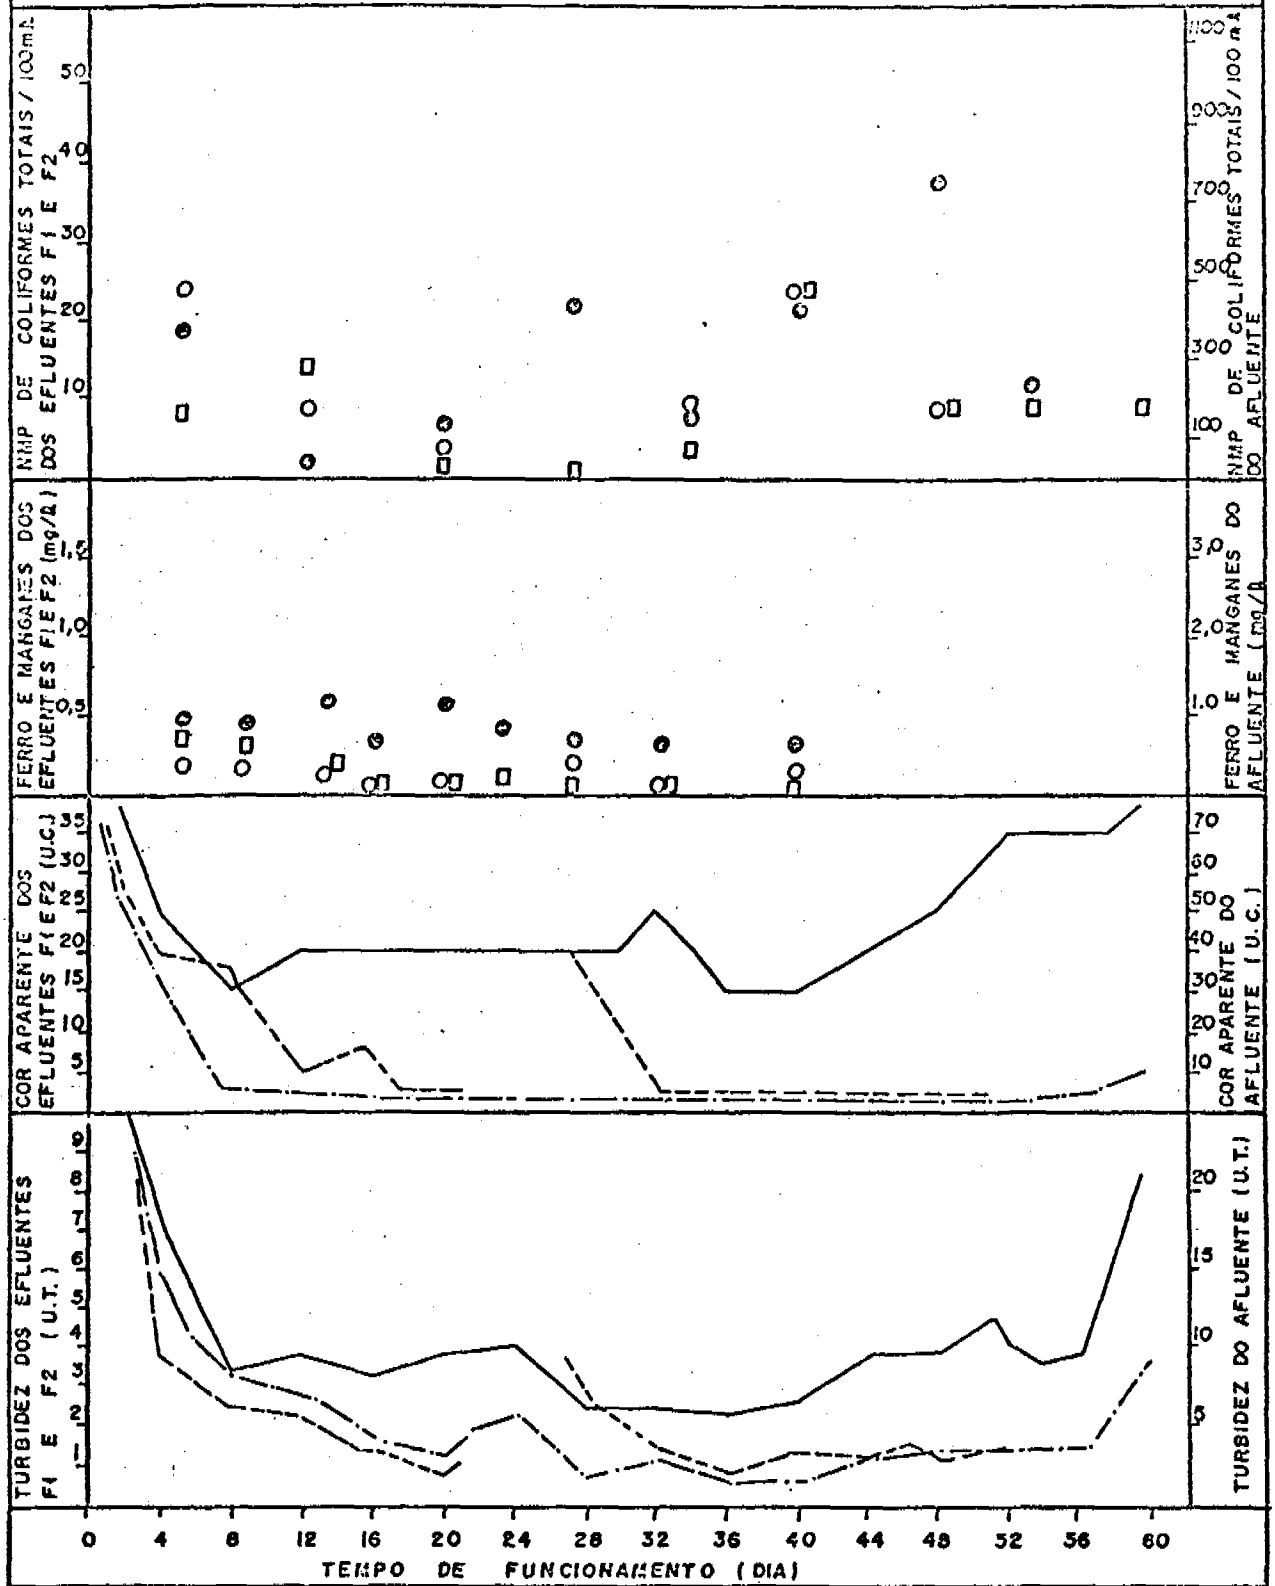 NMP DE COLIFORMES TOTAIS / 100mℓ
DOS EFLUENTES F1 E F2
50
40
30
20
10
1100
900
700
500
300
100
NMP DE COLIFORMES TOTAIS / 100 mℓ
DO AFLUENTE
FERRO E MANGANES DOS
EFLUENTES F1 E F2 (mg/ℓ)
1,5
1,0
0,5
3,0
2,0
1,0
FERRO E MANGANES DO
AFLUENTE (mg/ℓ)
COR APARENTE DOS
EFLUENTES F1 E F2 (U.C.)
35
30
25
20
15
10
5
70
60
50
40
30
20
10
COR APARENTE DO
AFLUENTE (U.C.)
TURBIDEZ DOS EFLUENTES
F1 E F2 (U.T.)
9
8
7
6
5
4
3
2
1
20
15
10
5
TURBIDEZ DO AFLUENTE (U.T.)
0 4 8 12 16 20 24 28 32 36 40 44 48 52 56 60
TEMPO DE FUNCIONAMENTO (DIA)